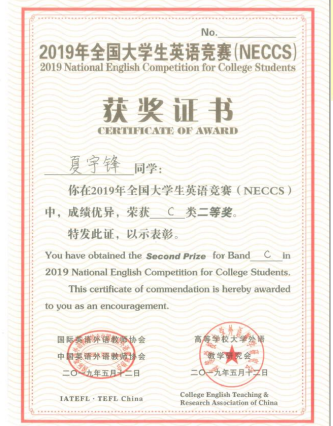 No.
2019年全国大学生英语竞赛(NECCS)
2019 National English Competition for College Students
获奖证书
CERTIFICATE OF AWARD
夏宇锋 同学:
你在2019年全国大学生英语竞赛(NECCS)
中,成绩优异,荣获 C 类二等奖。
特发此证,以示表彰。
You have obtained the Second Prize for Band C in
2019 National English Competition for College Students.
This certificate of commendation is hereby awarded
to you as an encouragement.
国际英语外语教师协会
中国英语外语教师协会
二〇一九年五月十二日
IATEFL · TEFL China
高等学校大学外语
教学研究会
二〇一九年五月十二日
College English Teaching &
Research Association of China